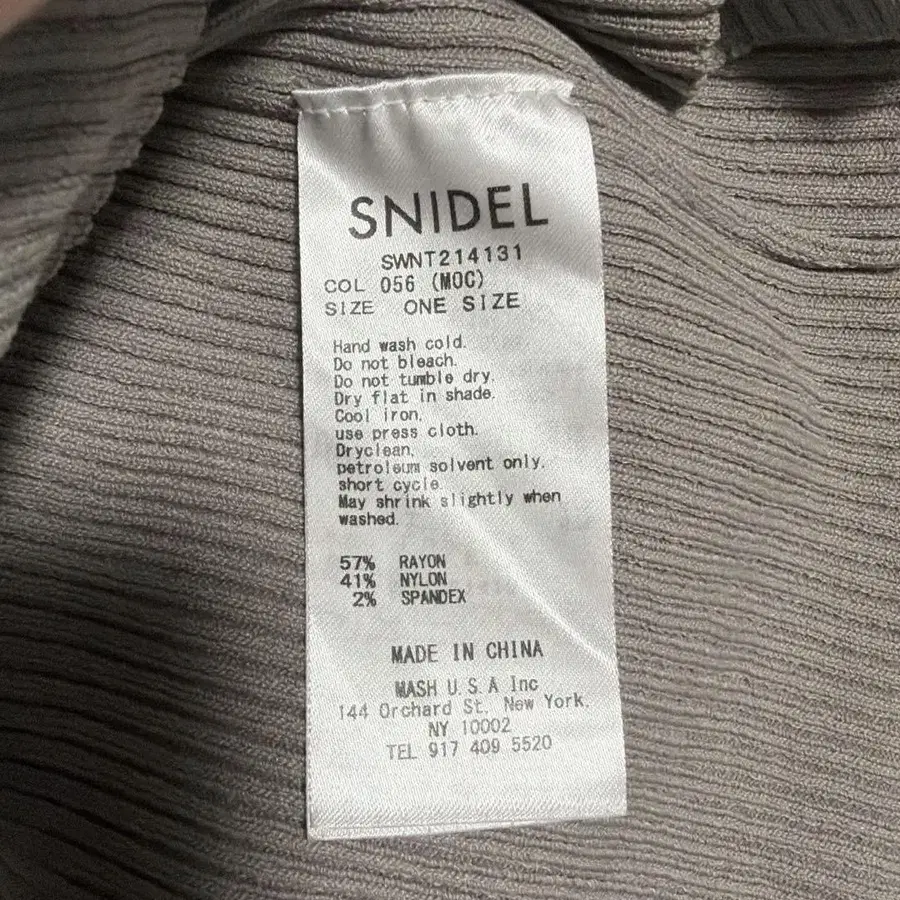 SNIDEL
SWNT214131
COL 056 (MOC)
SIZE ONE SIZE
Hand wash cold.
Do not bleach.
Do not tumble dry.
Dry flat in shade.
Cool iron.
use press cloth.
Dryclean.
petroleum solvent only.
short cycle.
May shrink slightly when
washed.
57% RAYON
41% NYLON
2% SPANDEX
MADE IN CHINA
MASH U.S.A Inc
144 Orchard St. New York.
NY 10002
TEL 917 409 5520